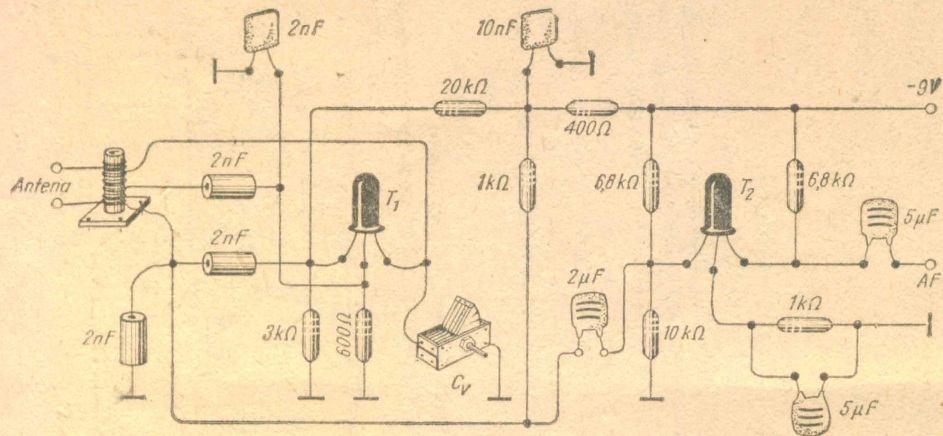 2nF
10nF
20kΩ
-9V
400Ω
Antena
2nF
1kΩ
6,8kΩ
6,8kΩ
T1
T2
5µF
2nF
AF
2µF
2nF
3kΩ
600Ω
10kΩ
1kΩ
Cv
5µF